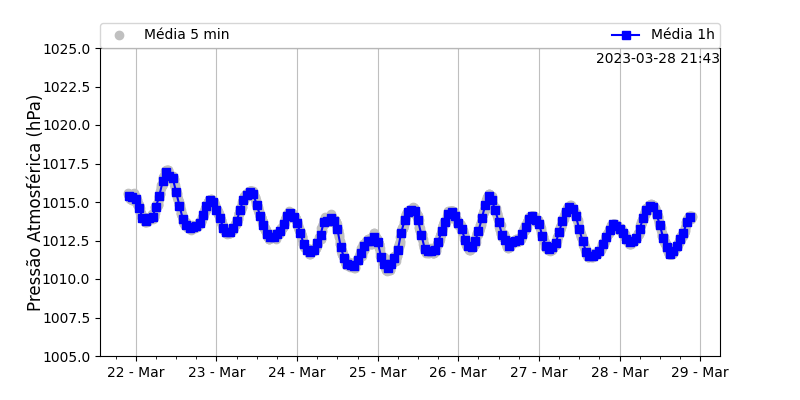 Média 5 min
Média 1h
2023-03-28 21:43
Pressão Atmosférica (hPa)
1025.0
1022.5
1020.0
1017.5
1015.0
1012.5
1010.0
1007.5
1005.0
22 - Mar
23 - Mar
24 - Mar
25 - Mar
26 - Mar
27 - Mar
28 - Mar
29 - Mar